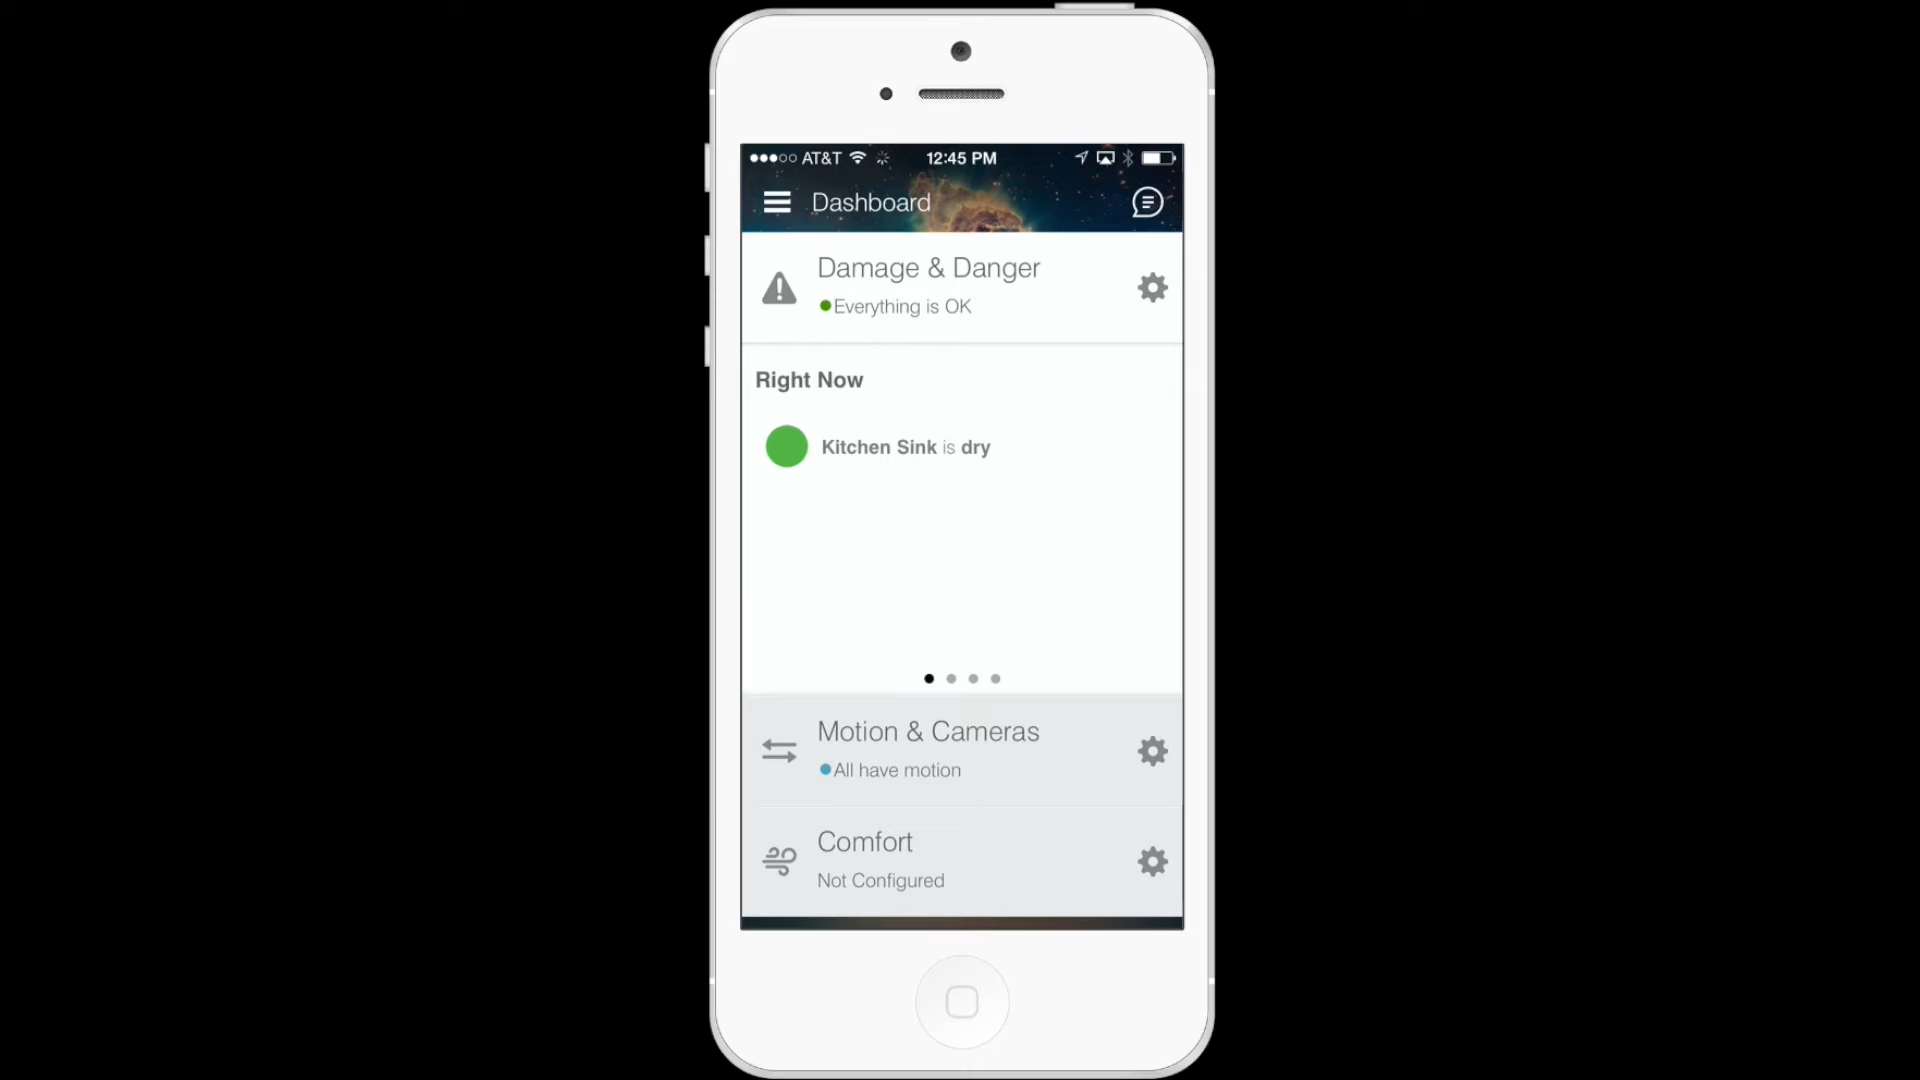 AT&T 12:45 PM
Dashboard
Damage & Danger
Everything is OK
Right Now
Kitchen Sink is dry
Motion & Cameras
All have motion
Comfort
Not Configured